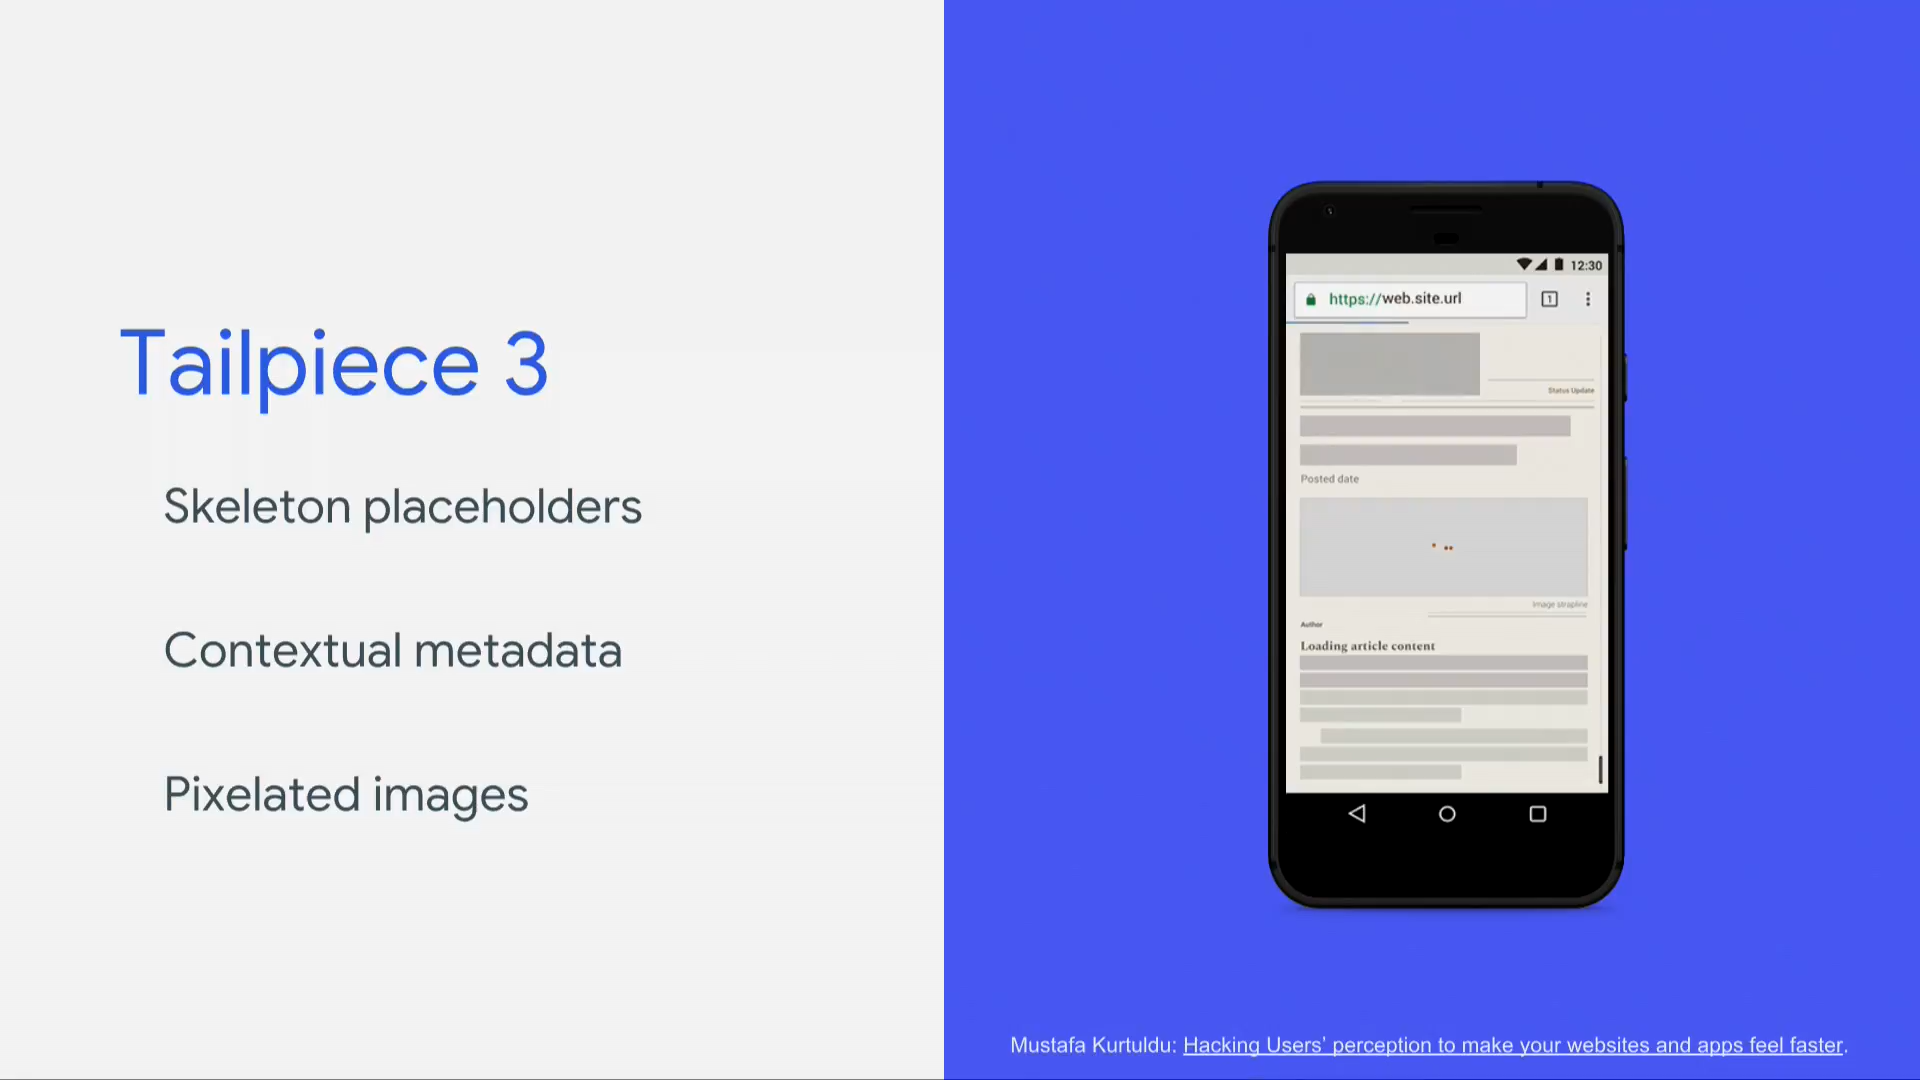 Tailpiece 3
Skeleton placeholders
Contextual metadata
Pixelated images
12:30
https://web.site.url
1
Status Update
Posted date
Image strapline
Author
Loading article content
Mustafa Kurtuldu: Hacking Users’ perception to make your websites and apps feel faster.